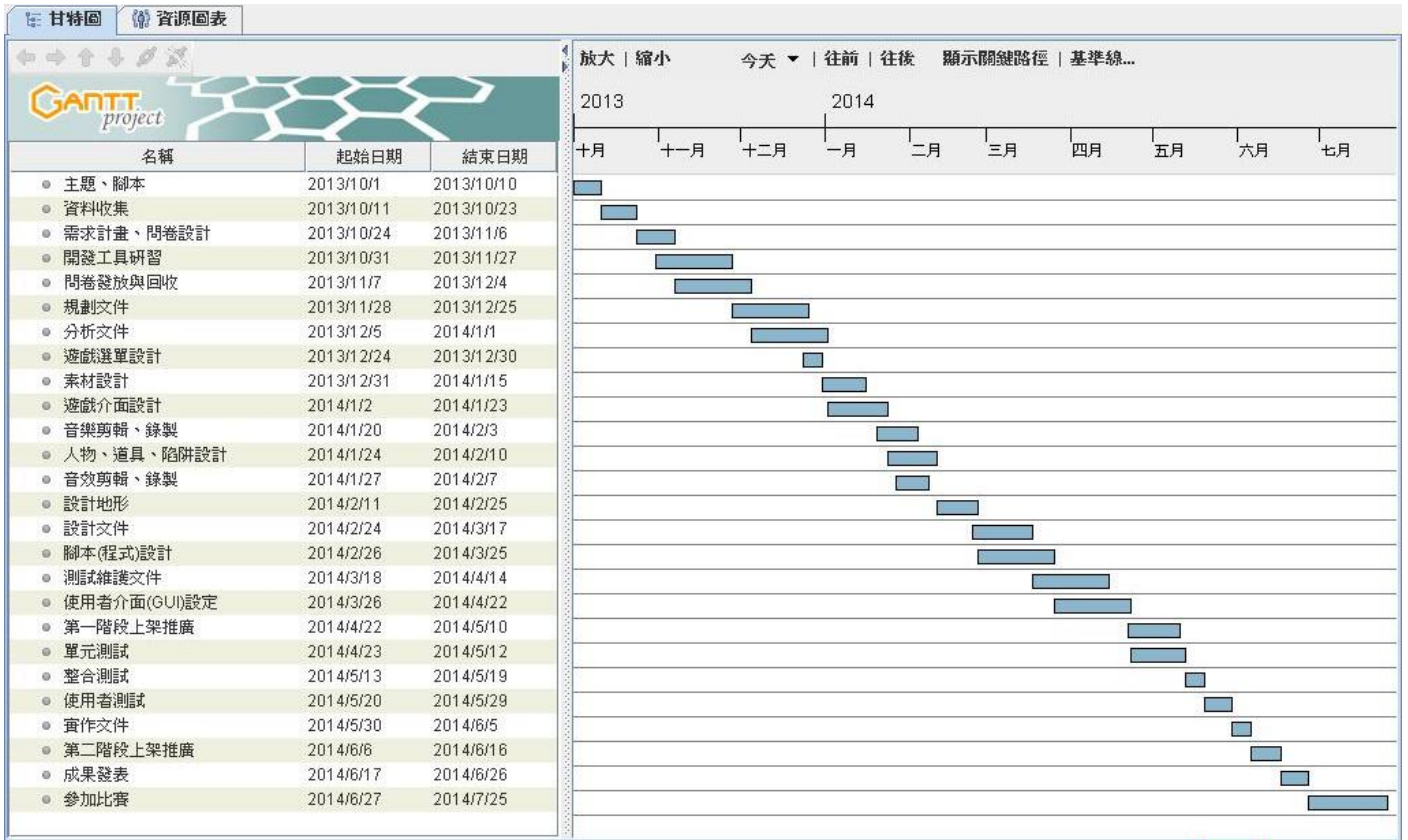 甘特圖 資源圖表
放大 | 縮小 今天 ▼ | 往前 | 往後 顯示關鍵路徑 | 基準線...
GANTT project
2013 2014
十月 十一月 十二月 一月 二月 三月 四月 五月 六月 七月
名稱 起始日期 結束日期
主題、腳本 2013/10/1 2013/10/10
資料收集 2013/10/11 2013/10/23
需求計畫、問卷設計 2013/10/24 2013/11/6
開發工具研習 2013/10/31 2013/11/27
問卷發放與回收 2013/11/7 2013/12/4
規劃文件 2013/11/28 2013/12/25
分析文件 2013/12/5 2014/1/1
遊戲選單設計 2013/12/24 2013/12/30
素材設計 2013/12/31 2014/1/15
遊戲介面設計 2014/1/2 2014/1/23
音樂剪輯、錄製 2014/1/20 2014/2/3
人物、道具、陷阱設計 2014/1/24 2014/2/10
音效剪輯、錄製 2014/1/27 2014/2/7
設計地形 2014/2/11 2014/2/25
設計文件 2014/2/24 2014/3/17
腳本(程式)設計 2014/2/26 2014/3/25
測試維護文件 2014/3/18 2014/4/14
使用者介面(GUI)設定 2014/3/26 2014/4/22
第一階段上架推廣 2014/4/22 2014/5/10
單元測試 2014/4/23 2014/5/12
整合測試 2014/5/13 2014/5/19
使用者測試 2014/5/20 2014/5/29
實作文件 2014/5/30 2014/6/5
第二階段上架推廣 2014/6/6 2014/6/16
成果發表 2014/6/17 2014/6/26
參加比賽 2014/6/27 2014/7/25